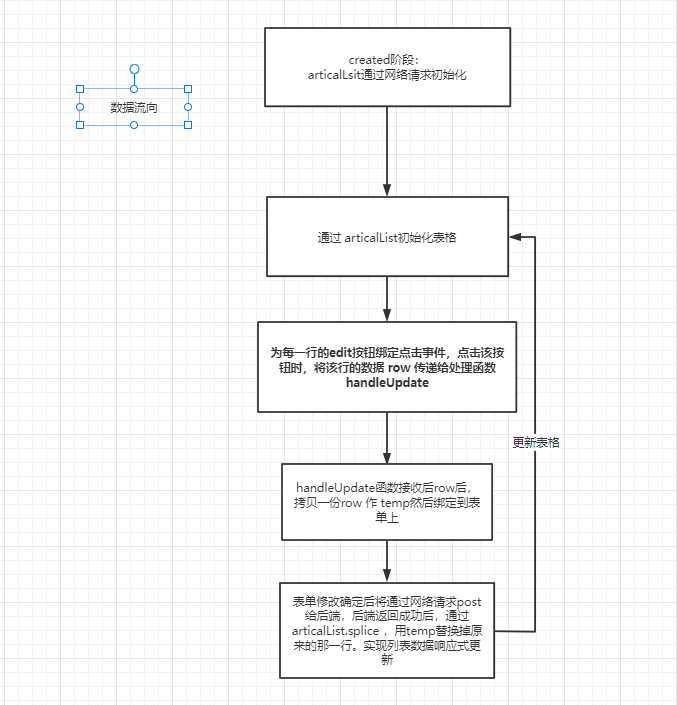 created阶段：
articalLsit通过网络请求初始化
数据流向
通过 articalList初始化表格
为每一行的edit按钮绑定点击事件，点击该按
钮时，将该行的数据 row 传递给处理函数
handleUpdate
更新表格
handleUpdate函数接收后row后，
拷贝一份row 作 temp然后绑定到表
单上
表单修改确定后将通过网络请求post
给后端，后端返回成功后，通过
articalList.splice ，用temp替换掉原
来的那一行。实现列表数据响应式更
新